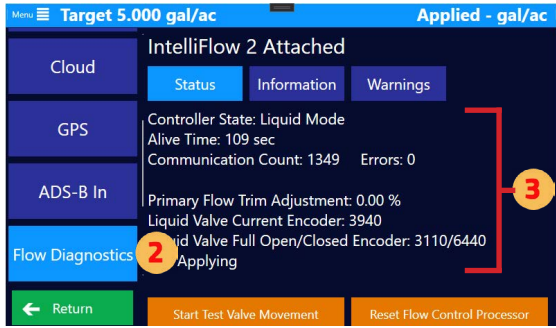 Menu Target 5.000 gal/ac Applied - gal/ac
IntelliFlow 2 Attached
Cloud
Status Information Warnings
GPS
Controller State: Liquid Mode
Alive Time: 109 sec
Communication Count: 1349 Errors: 0
3
ADS-B In
Primary Flow Trim Adjustment: 0.00 %
Liquid Valve Current Encoder: 3940
Flow Diagnostics 2
Valve Full Open/Closed Encoder: 3110/6440
Applying
Return
Start Test Valve Movement Reset Flow Control Processor